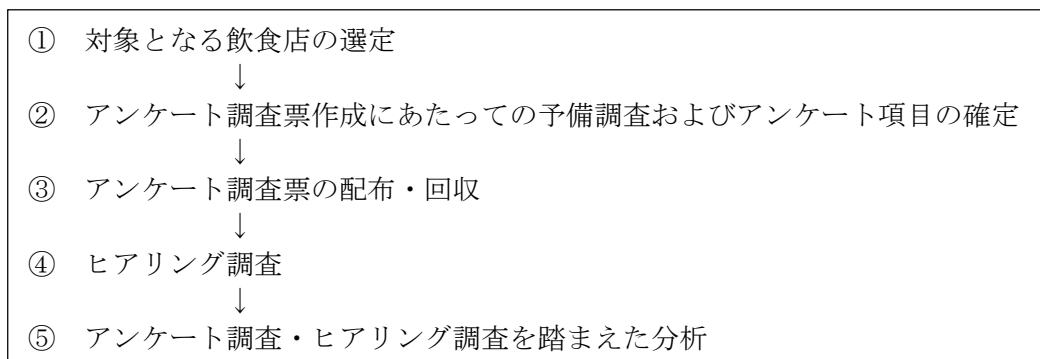 ① 対象となる飲食店の選定
↓
② アンケート調査票作成にあたっての予備調査およびアンケート項目の確定
↓
③ アンケート調査票の配布・回収
↓
④ ヒアリング調査
↓
⑤ アンケート調査・ヒアリング調査を踏まえた分析